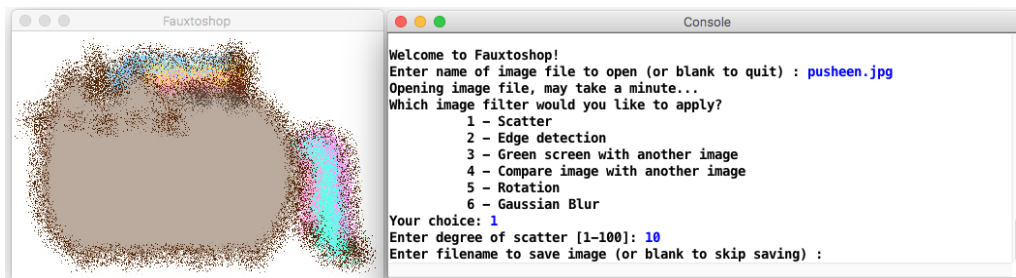 Fauxtoshop
Console
Welcome to Fauxtoshop!
Enter name of image file to open (or blank to quit) : pusheen.jpg
Opening image file, may take a minute...
Which image filter would you like to apply?
1 - Scatter
2 - Edge detection
3 - Green screen with another image
4 - Compare image with another image
5 - Rotation
6 - Gaussian Blur
Your choice: 1
Enter degree of scatter [1-100]: 10
Enter filename to save image (or blank to skip saving) :